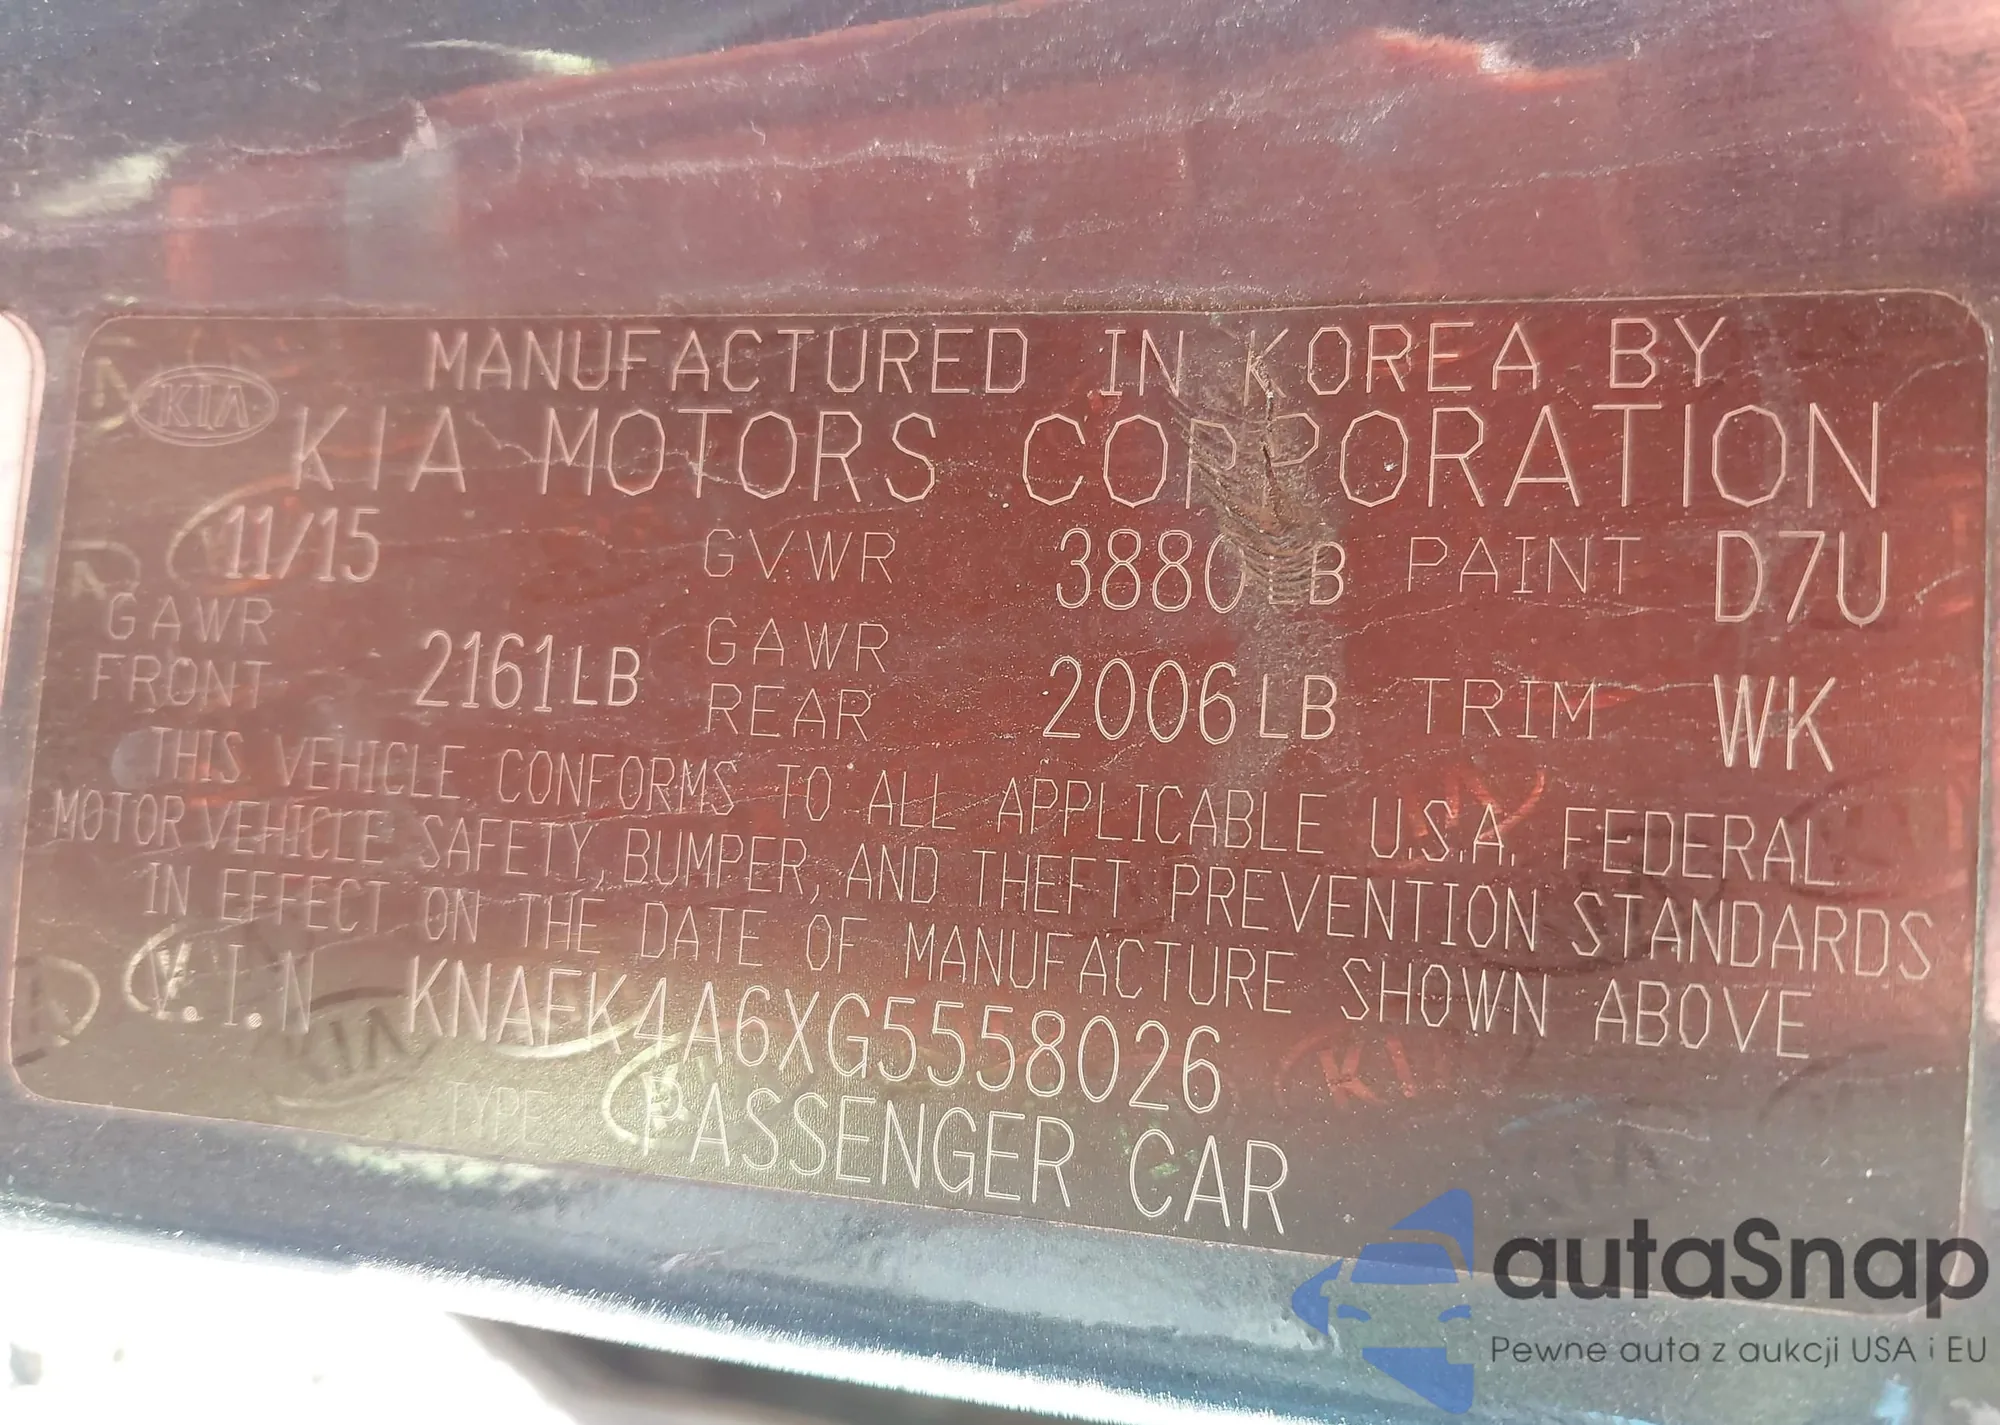 MANUFACTURED IN KOREA BY
KIA
KIA MOTORS CORPORATION
11/15 GVWR 3880LB PAINT D7U
GAWR FRONT 2161LB GAWR REAR 2006LB TRIM WK
THIS VEHICLE CONFORMS TO ALL APPLICABLE U.S.A. FEDERAL
MOTOR VEHICLE SAFETY, BUMPER, AND THEFT PREVENTION STANDARDS
IN EFFECT ON THE DATE OF MANUFACTURE SHOWN ABOVE
V.I.N KNAFK4A6XG5558026
TYPE PASSENGER CAR
autaSnap
Pewne auta z aukcji USA i EU